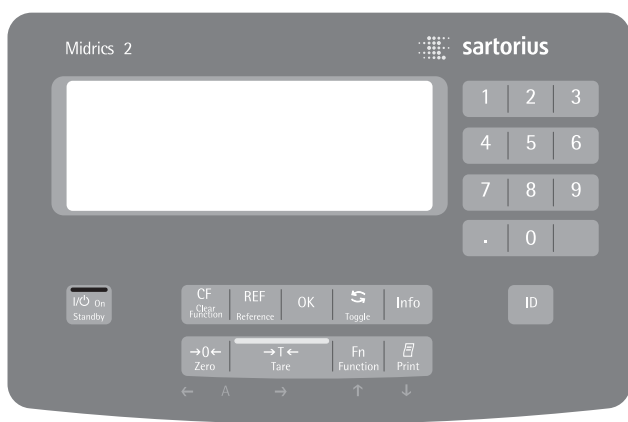 Midrics 2 sartorius
1 2 3
4 5 6
7 8 9
. 0
I/⏻ On
Standby
CF
Clear
Function
REF
Reference
OK
Toggle
Info
ID
→0←
Zero
→T←
Tare
Fn
Function
Print
← A → ↑ ↓